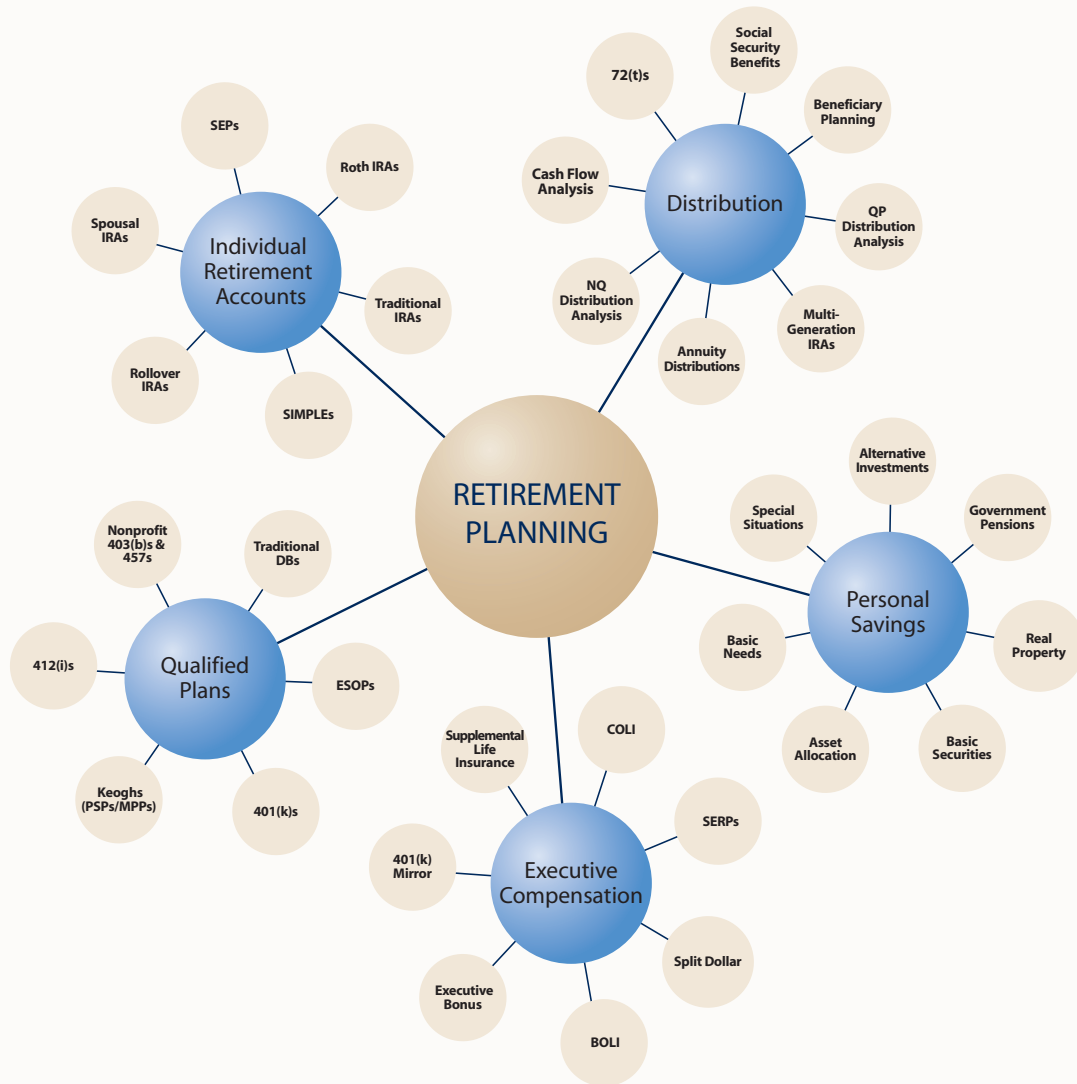 RETIREMENT
PLANNING
Individual
Retirement
Accounts
SEPs
Roth IRAs
Traditional
IRAs
SIMPLEs
Rollover
IRAs
Spousal
IRAs
Distribution
72(t)s
Social
Security
Benefits
Beneficiary
Planning
QP
Distribution
Analysis
Multi-
Generation
IRAs
Annuity
Distributions
NQ
Distribution
Analysis
Cash Flow
Analysis
Personal
Savings
Special
Situations
Alternative
Investments
Government
Pensions
Real
Property
Basic
Securities
Asset
Allocation
Basic
Needs
Executive
Compensation
Supplemental
Life
Insurance
COLI
SERPs
Split Dollar
BOLI
Executive
Bonus
401(k)
Mirror
Qualified
Plans
Nonprofit
403(b)s &
457s
Traditional
DBs
ESOPs
401(k)s
Keoghs
(PSPs/MPPs)
412(i)s